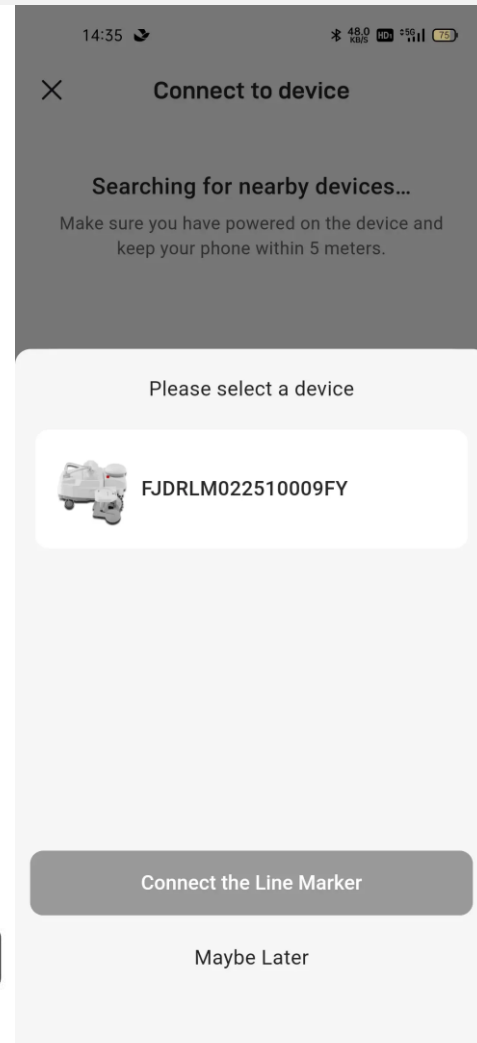 14:35
48.0 KB/S HD 5G 75
Connect to device
Searching for nearby devices...
Make sure you have powered on the device and
keep your phone within 5 meters.
Please select a device
FJDRLM022510009FY
Connect the Line Marker
Maybe Later